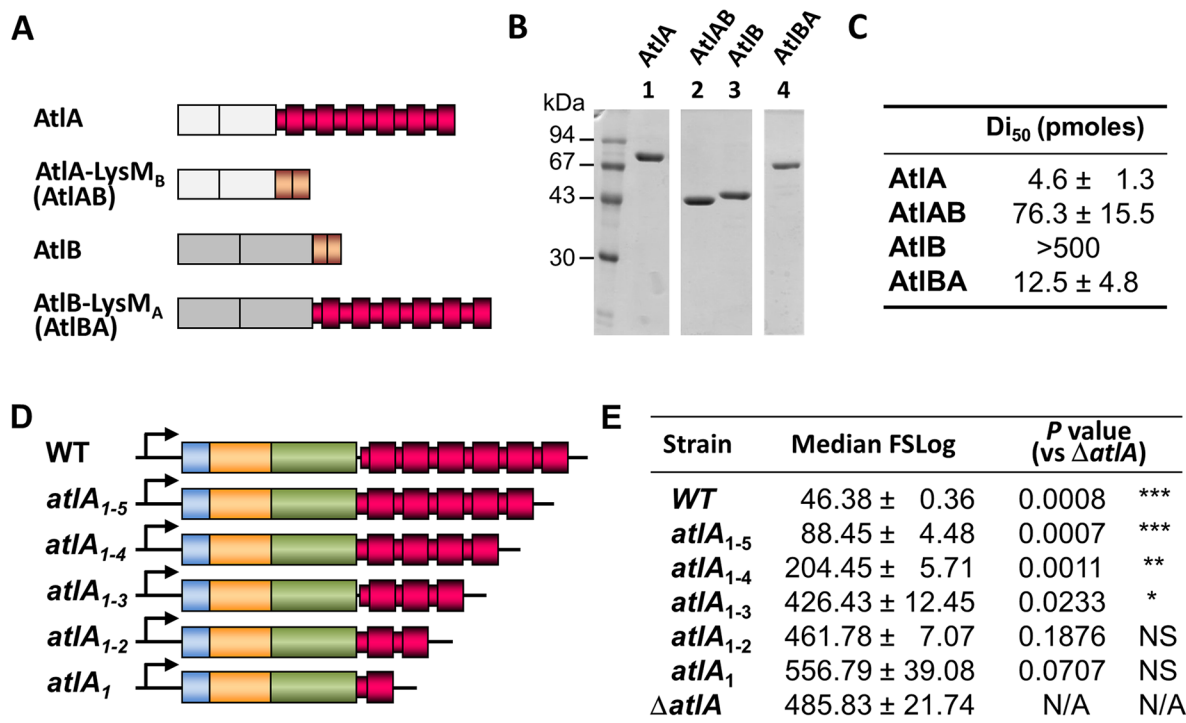 A
AtlA
AtlA-LysMB
(AtlAB)
AtlB
AtlB-LysMA
(AtlBA)
B
AtlA AtlAB AtlB AtlBA
1 2 3 4
kDa
94
67
43
30
C
Di50 (pmoles)
AtlA 4.6 ± 1.3
AtlAB 76.3 ± 15.5
AtlB >500
AtlBA 12.5 ± 4.8
D
WT
atlA1-5
atlA1-4
atlA1-3
atlA1-2
atlA1
E
Strain Median FSLog P value
(vs ΔatlA)
WT 46.38 ± 0.36 0.0008 ***
atlA1-5 88.45 ± 4.48 0.0007 ***
atlA1-4 204.45 ± 5.71 0.0011 **
atlA1-3 426.43 ± 12.45 0.0233 *
atlA1-2 461.78 ± 7.07 0.1876 NS
atlA1 556.79 ± 39.08 0.0707 NS
ΔatlA 485.83 ± 21.74 N/A N/A